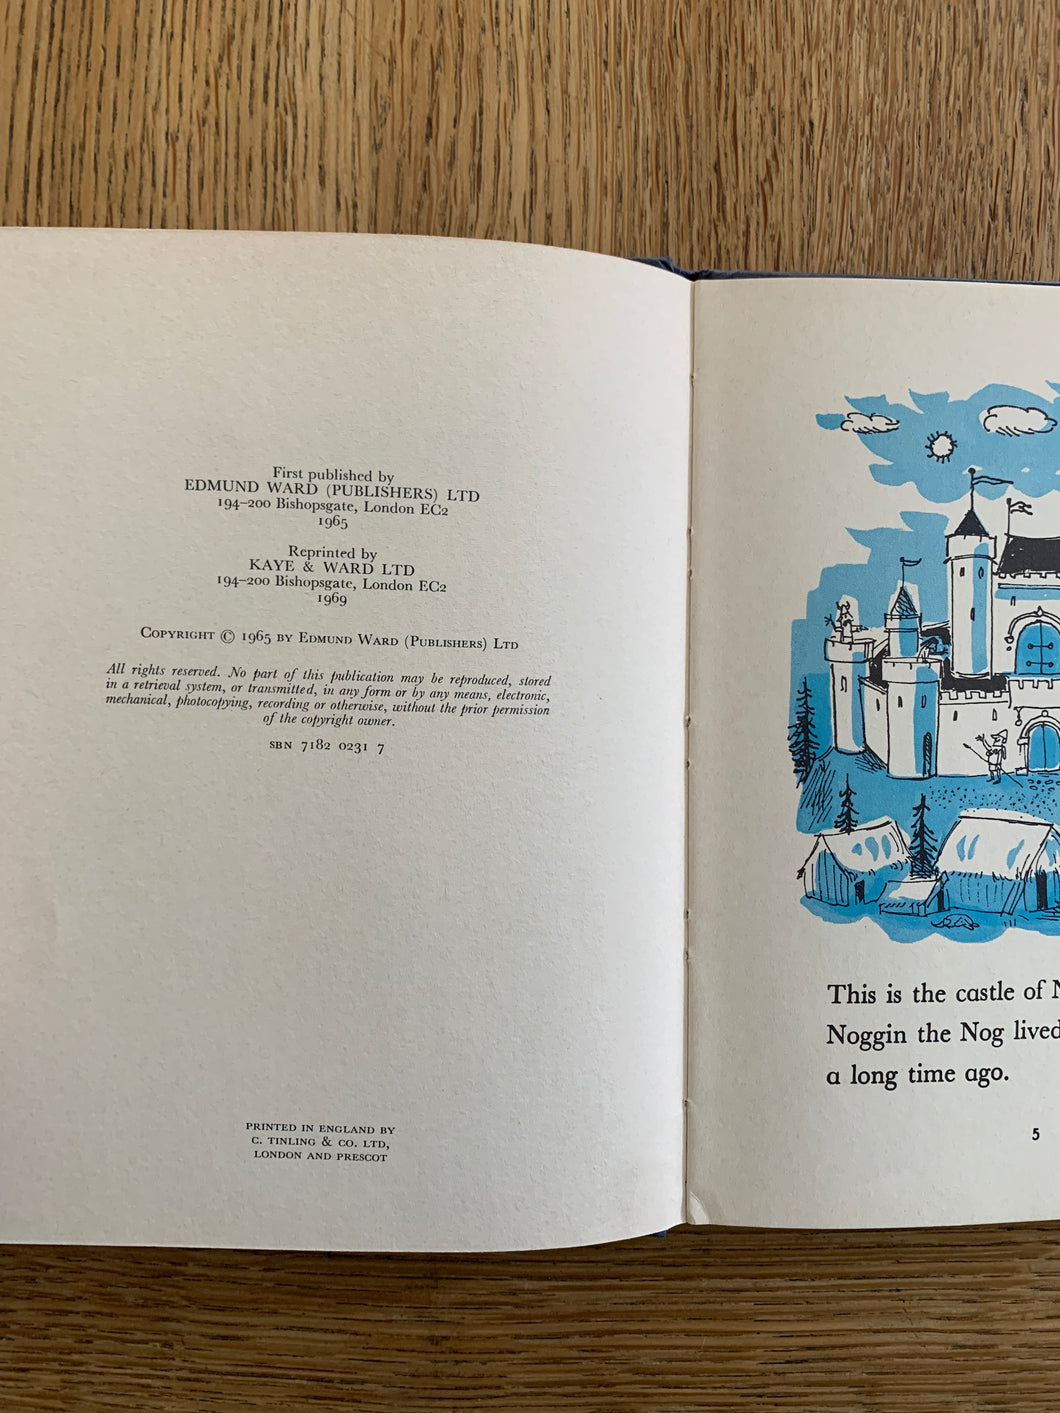 First published by
EDMUND WARD (PUBLISHERS) LTD
194–200 Bishopsgate, London EC2
1965
Reprinted by
KAYE & WARD LTD
194–200 Bishopsgate, London EC2
1969
COPYRIGHT © 1965 BY EDMUND WARD (PUBLISHERS) LTD
All rights reserved. No part of this publication may be reproduced, stored
in a retrieval system, or transmitted, in any form or by any means, electronic,
mechanical, photocopying, recording or otherwise, without the prior permission
of the copyright owner.
SBN 7182 0231 7
PRINTED IN ENGLAND BY
C. TINLING & CO. LTD,
LONDON AND PRESCOT
This is the castle of
Noggin the Nog lived
a long time ago.
5